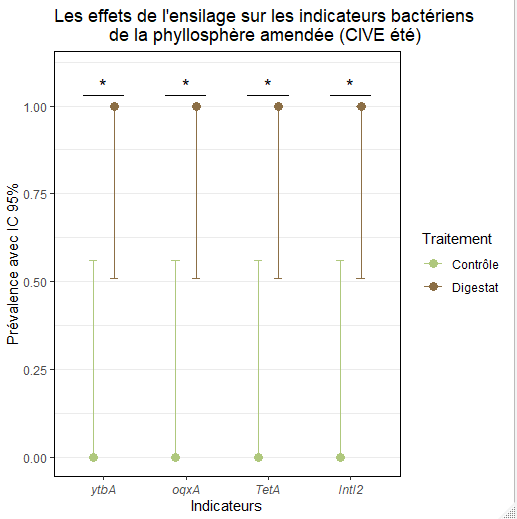 Les effets de l'ensilage sur les indicateurs bactériens
de la phyllosphère amendée (CIVE été)
* * * *
1.00
0.75
0.50
0.25
0.00
Prévalence avec IC 95%
ytbA oqxA TetA IntI2
Indicateurs
Traitement
Contrôle
Digestat